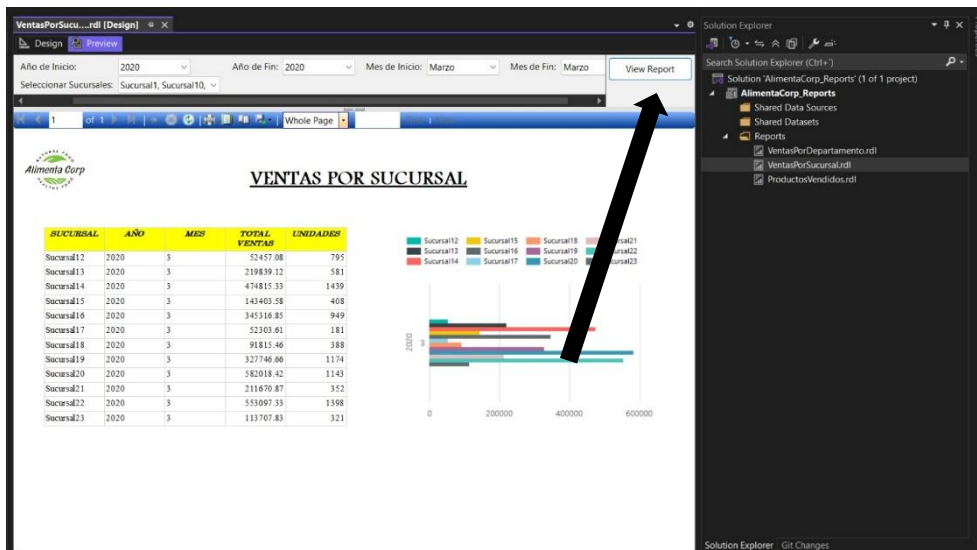 VentasPorSucu....rdl [Design]
Design Preview
Año de Inicio: 2020 Año de Fin: 2020 Mes de Inicio: Marzo Mes de Fin: Marzo View Report
Seleccionar Sucursales: Sucursal1, Sucursal10,
1 of 1 Whole Page
NATURAL FOOD
Alimenta Corp
HEALTHY FOOD
VENTAS POR SUCURSAL
SUCURSAL AÑO MES TOTAL VENTAS UNIDADES
Sucursal12 2020 3 52457.08 795
Sucursal13 2020 3 219839.12 581
Sucursal14 2020 3 474815.33 1439
Sucursal15 2020 3 143403.58 408
Sucursal16 2020 3 345316.85 949
Sucursal17 2020 3 52303.61 181
Sucursal18 2020 3 91815.46 388
Sucursal19 2020 3 327746.66 1174
Sucursal20 2020 3 582018.42 1143
Sucursal21 2020 3 211670.87 352
Sucursal22 2020 3 553097.33 1398
Sucursal23 2020 3 113707.83 321
Sucursal12 Sucursal15 Sucursal18 Sucursal21
Sucursal13 Sucursal16 Sucursal19 Sucursal22
Sucursal14 Sucursal17 Sucursal20 Sucursal23
2020
3
0 200000 400000 600000
Solution Explorer
Search Solution Explorer (Ctrl+´)
Solution 'AlimentaCorp_Reports' (1 of 1 project)
AlimentaCorp_Reports
Shared Data Sources
Shared Datasets
Reports
VentasPorDepartamento.rdl
VentasPorSucursal.rdl
ProductosVendidos.rdl
Solution Explorer Git Changes